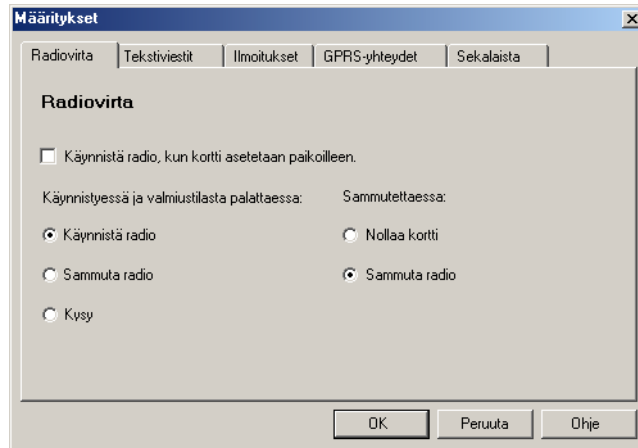 Määritykset
Radiovirta Tekstiviestit Ilmoitukset GPRS-yhteydet Sekalaista
Radiovirta
Käynnistä radio, kun kortti asetetaan paikoilleen.
Käynnistyessä ja valmiustilasta palattaessa: Sammutettaessa:
Käynnistä radio Nollaa kortti
Sammuta radio Sammuta radio
Kysy
OK Peruuta Ohje